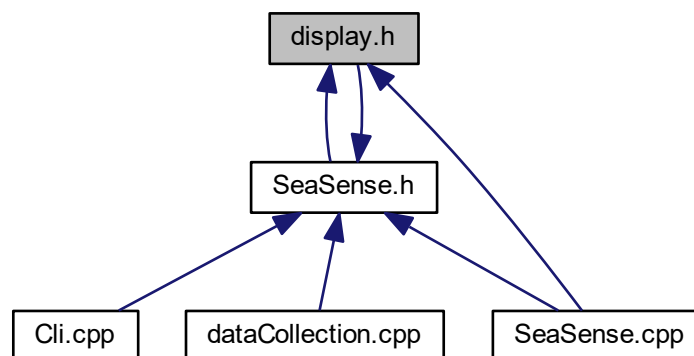 display.h
SeaSense.h
Cli.cpp
dataCollection.cpp
SeaSense.cpp